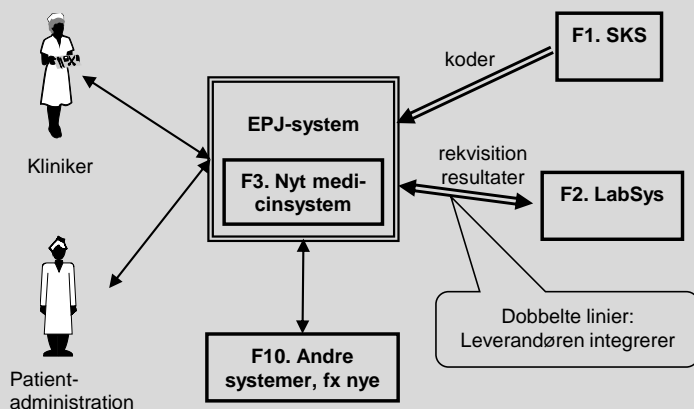 F1. SKS
koder
EPJ-system
F3. Nyt medi-
cinsystem
Kliniker
rekvisition
resultater
F2. LabSys
Dobbelte linier:
Leverandøren integrerer
F10. Andre
systemer, fx nye
Patient-
administration